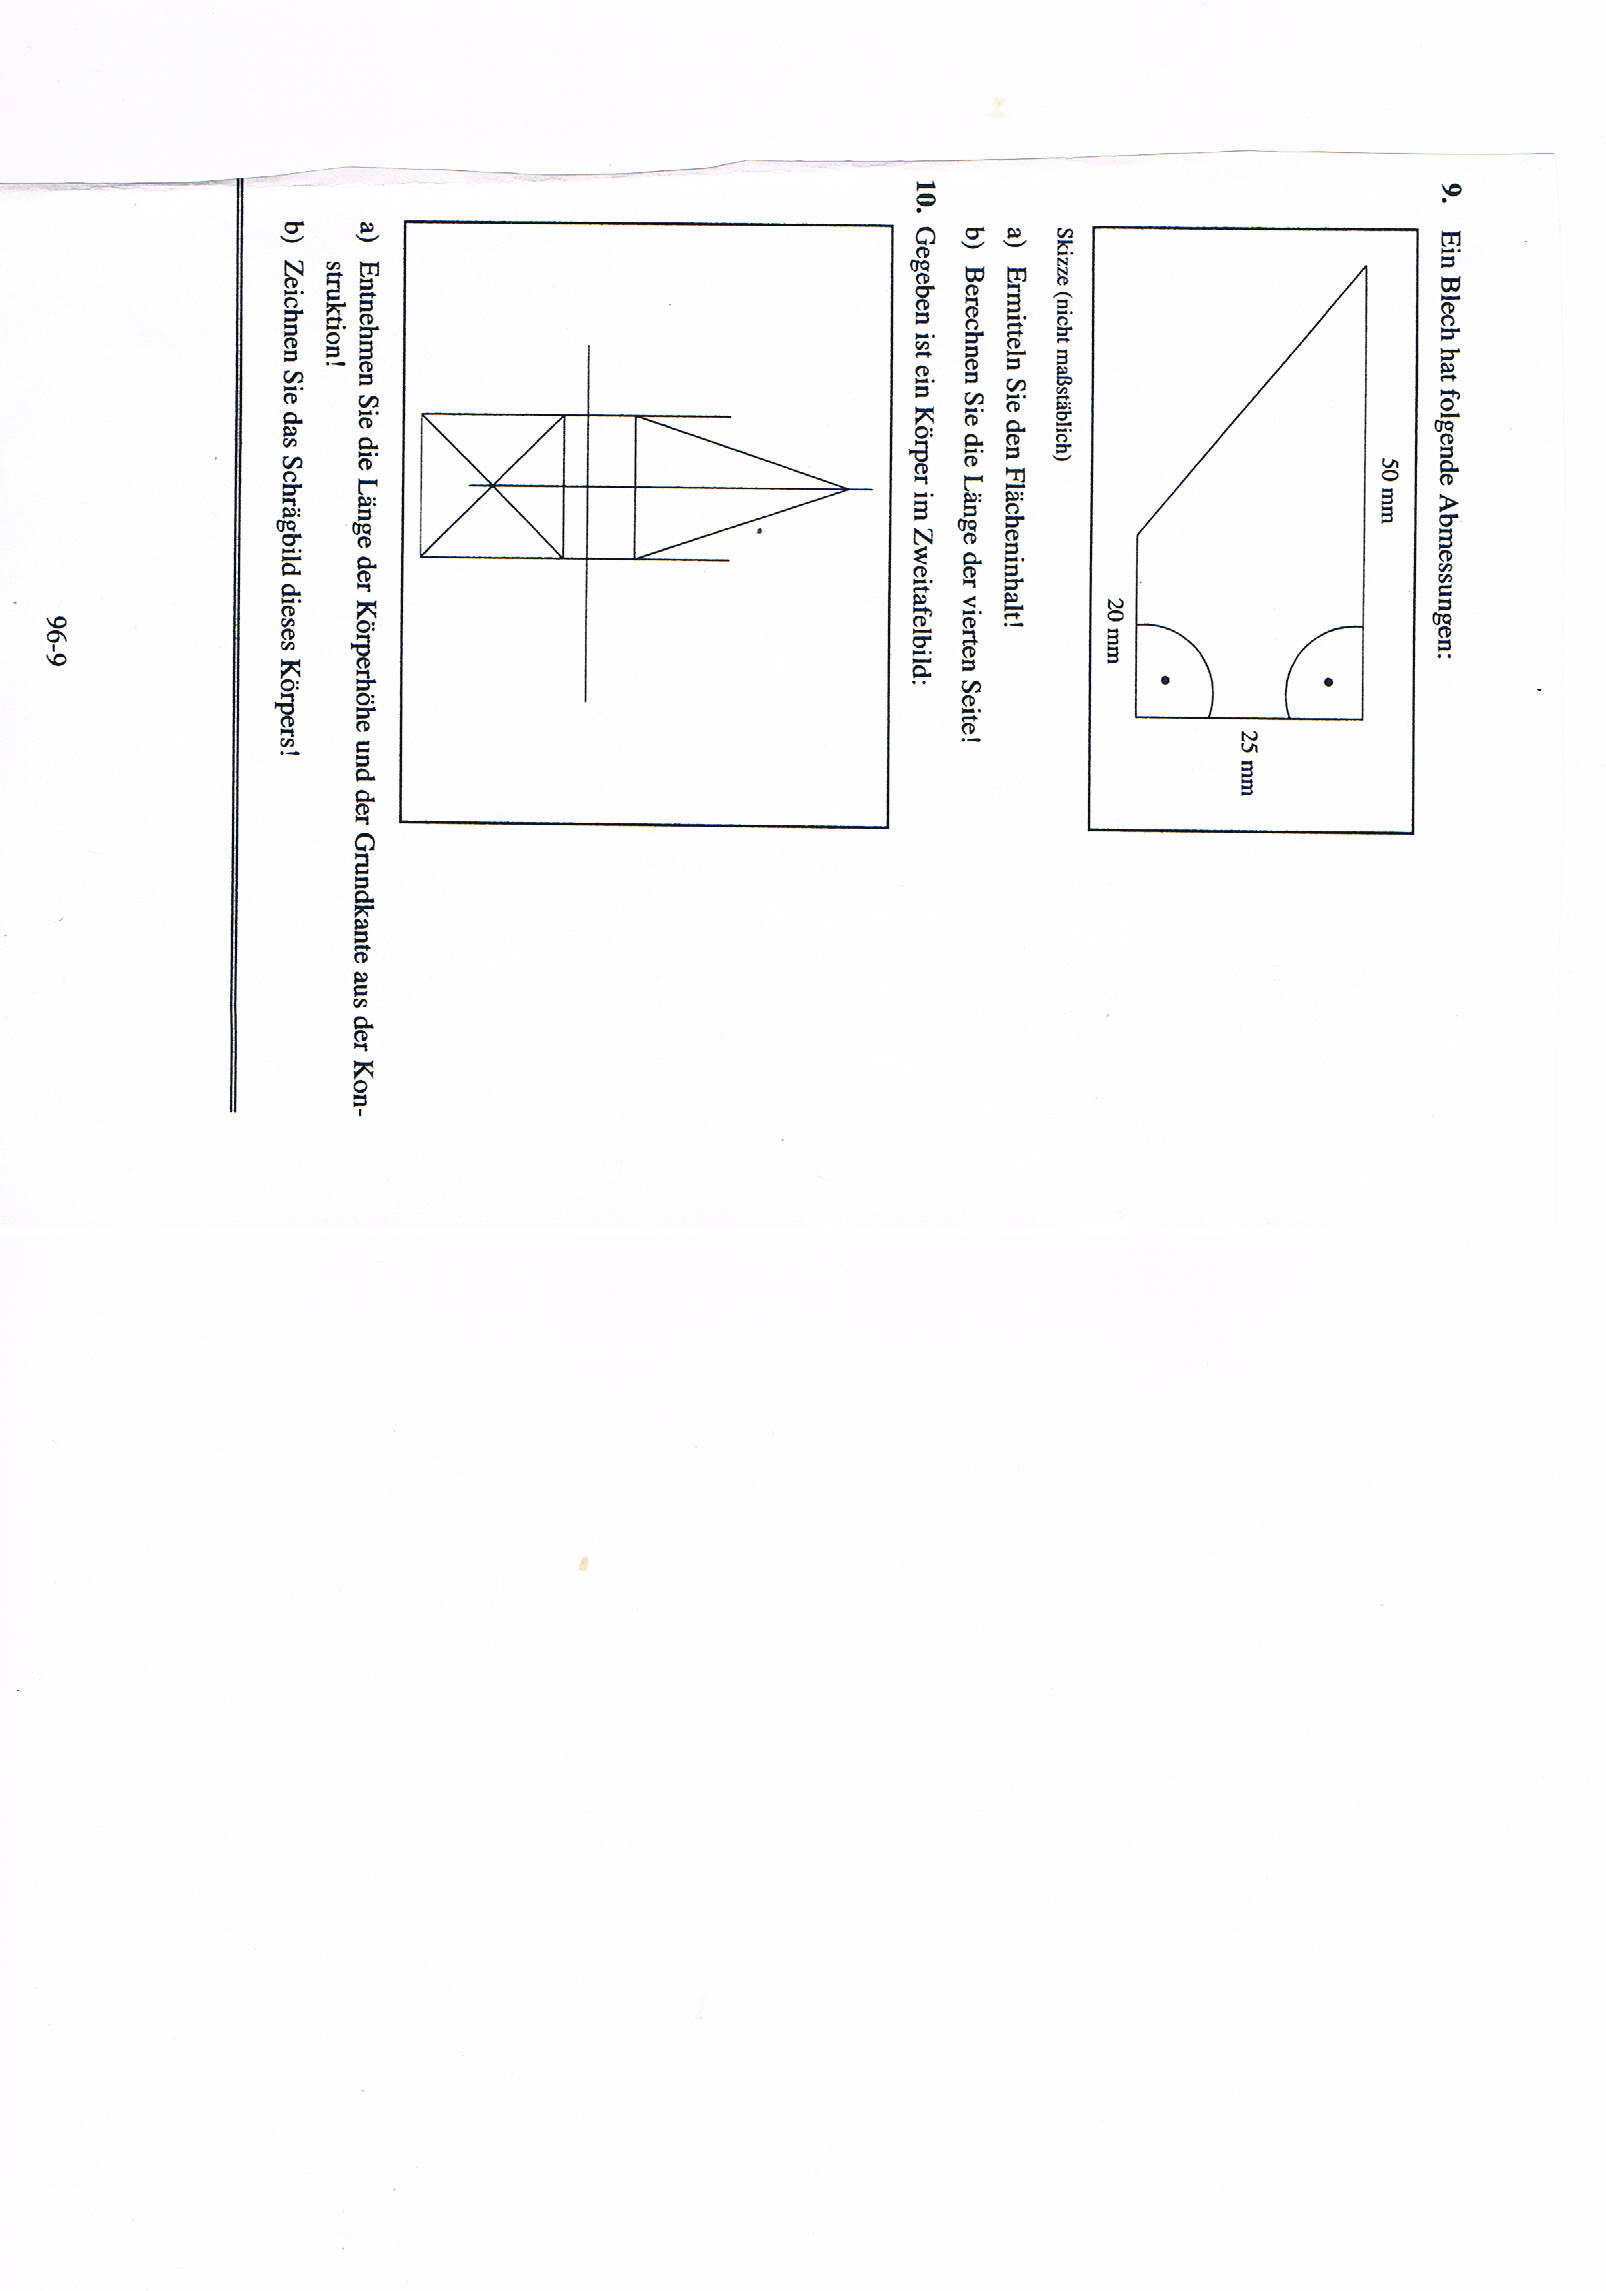 9. Ein Blech hat folgende Abmessungen:
50 mm
25 mm
20 mm
Skizze (nicht maßstäblich)
a) Ermitteln Sie den Flächeninhalt!
b) Berechnen Sie die Länge der vierten Seite!
10. Gegeben ist ein Körper im Zweitafelbild:
a) Entnehmen Sie die Länge der Körperhöhe und der Grundkante aus der Kon-
struktion!
b) Zeichnen Sie das Schrägbild dieses Körpers!
96-9